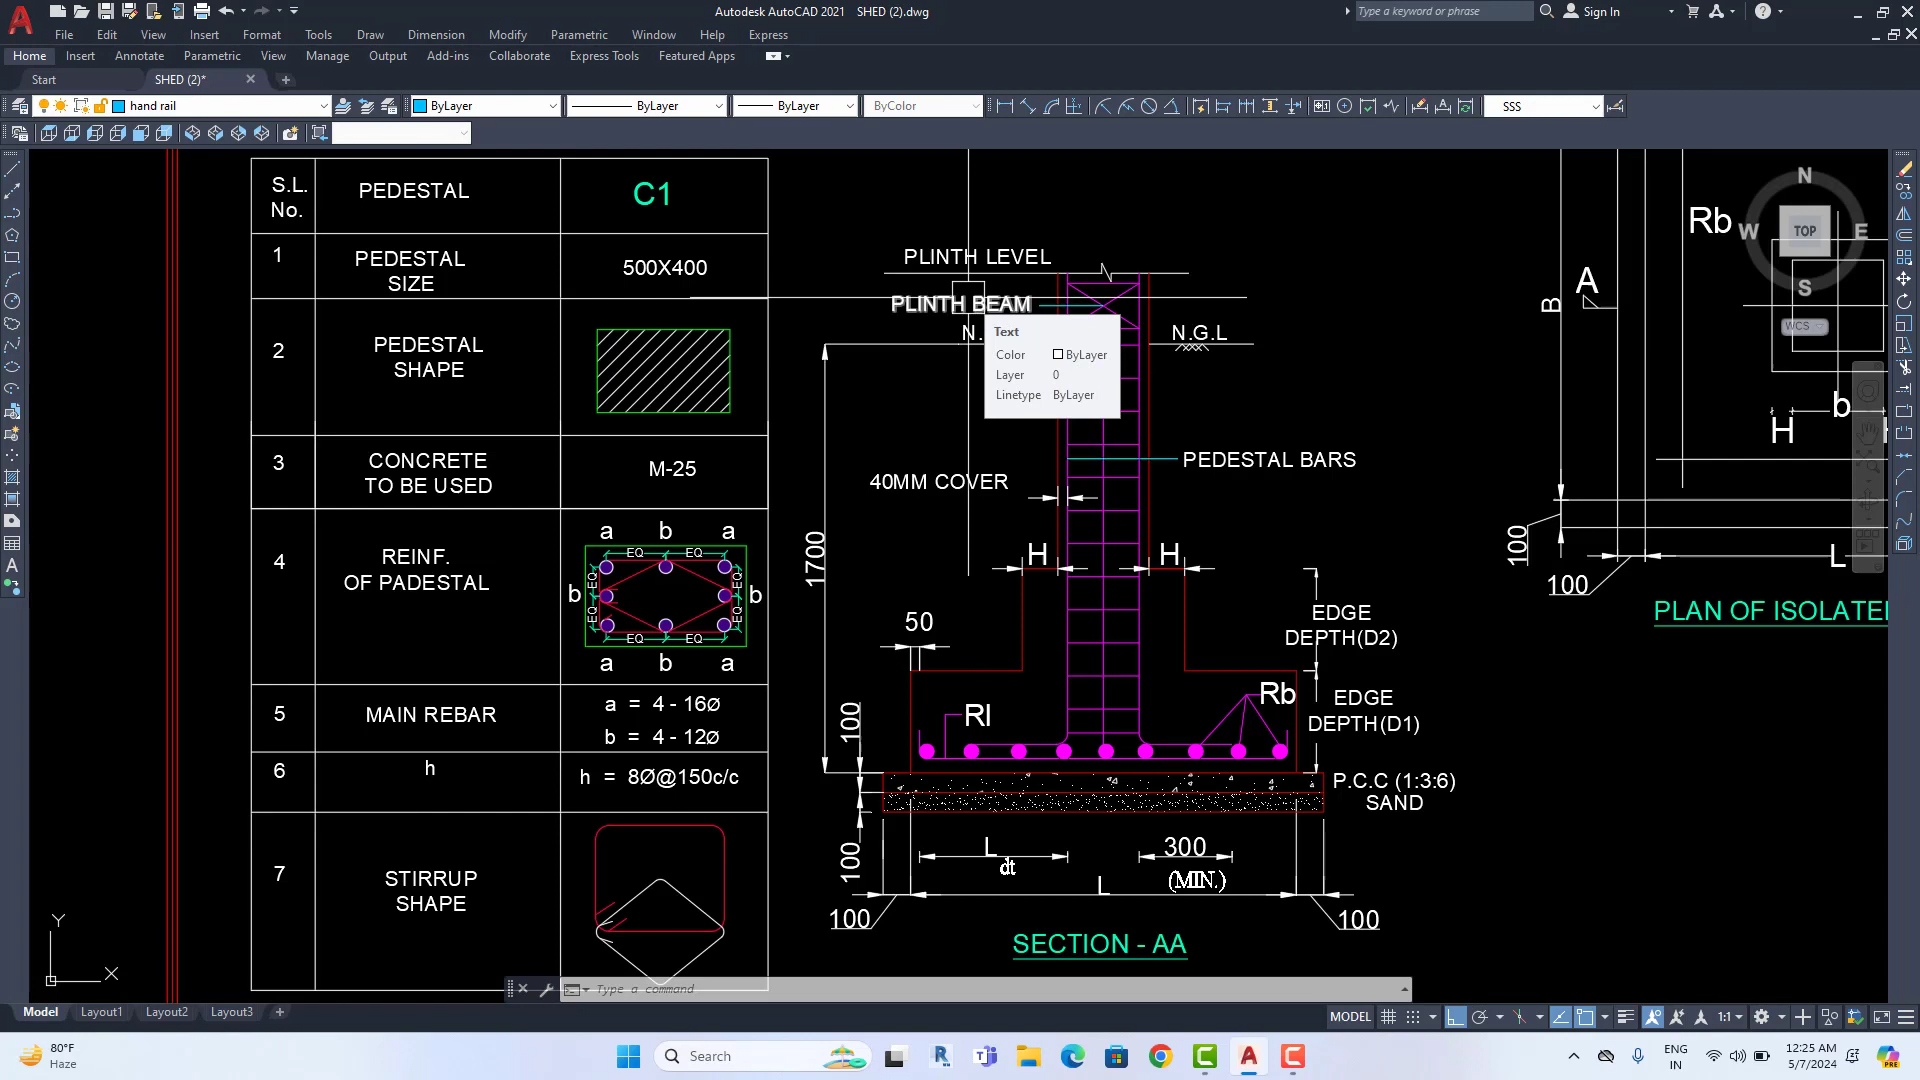 Autodesk AutoCAD 2021 SHED (2).dwg
Type a keyword or phrase
Sign In
File Edit View Insert Format Tools Draw Dimension Modify Parametric Window Help Express
Home Insert Annotate Parametric View Manage Output Add-ins Collaborate Express Tools Featured Apps
Start SHED (2)*
hand rail
ByLayer
ByLayer
ByLayer
ByColor
SSS
S.L.
No.
PEDESTAL
C1
1
PEDESTAL
SIZE
500X400
2
PEDESTAL
SHAPE
3
CONCRETE
TO BE USED
M-25
4
REINF.
OF PADESTAL
a b a
EQ EQ
b EQ EQ b
EQ EQ
EQ EQ
a b a
5
MAIN REBAR
a = 4 - 16Ø
b = 4 - 12Ø
6
h
h = 8Ø@150c/c
7
STIRRUP
SHAPE
PLINTH LEVEL
PLINTH BEAM
N.
N.G.L
Text
Color ByLayer
Layer 0
Linetype ByLayer
40MM COVER
PEDESTAL BARS
1700
H H
50
EDGE
DEPTH(D2)
EDGE
DEPTH(D1)
Rl
Rb
100
P.C.C (1:3:6)
SAND
100
L
dt
300
(MIN.)
L
100
100
SECTION - AA
Rb
A
B
b
H
100
100
L
PLAN OF ISOLATE
N
W TOP E
S
WCS
Y
X
Type a command
Model Layout1 Layout2 Layout3
MODEL
1:1
80°F
Haze
Search
ENG
IN
12:25 AM
5/7/2024